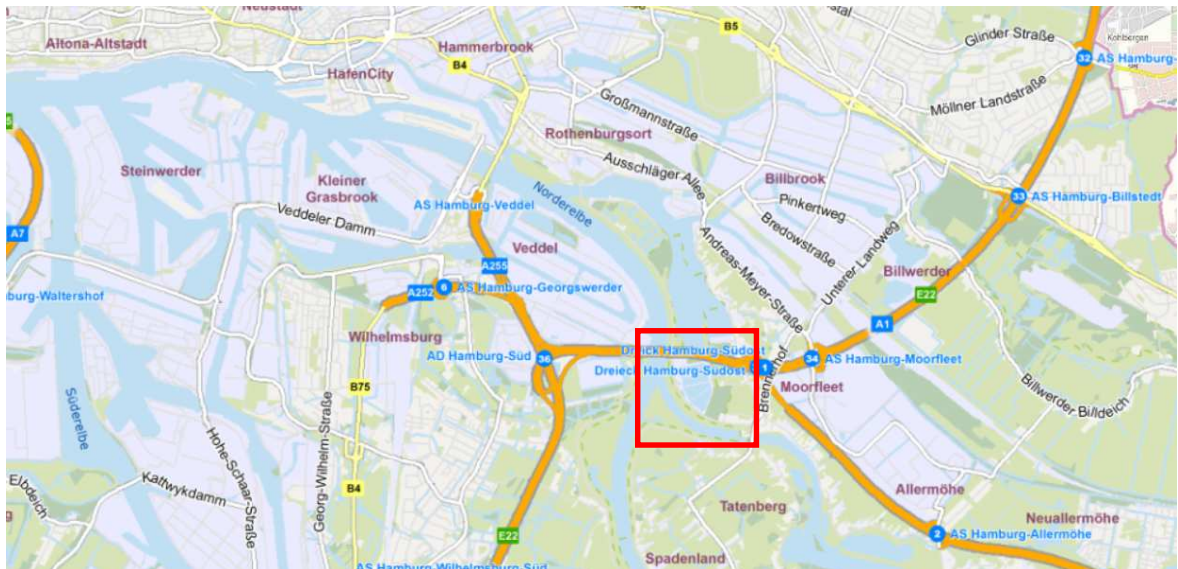 Neustadt
B5
Altona-Altstadt
Hammerbrook
B4
HafenCity
Glinder Straße
Kohlbergen
32 AS Hamburg-
Möllner Landstraße
Großmannstraße
Rothenburgsort
Ausschläger Allee
Steinwerder
Kleiner
Grasbrook
Billbrook
Pinkertweg
33 AS Hamburg-Billstedt
Norderelbe
AS Hamburg-Veddel
Veddeler Damm
Bredowstraße
A7
Veddel
Andreas-Meyer-Straße
Unterer Landweg
Billwerder
A255
A252
6 AS Hamburg-Georgswerder
burg-Waltershof
E22
A1
Wilhelmsburg
AD Hamburg-Süd 36
Dreick Hamburg-Südost
Dreieck Hamburg-Südost
1
34 AS Hamburg-Moorfleet
Brennerhof
Moorfleet
B75
Süderelbe
Hohe-Schaar-Straße
Georg-Wilhelm-Straße
Billwerder Billdeich
Kattwykdamm
Elbdeich
B4
Allermöhe
Tatenberg
Neuallermöhe
E22
2 AS Hamburg-Allermöhe
Spadenland
AS Hamburg-Wilhelmsburg-Süd